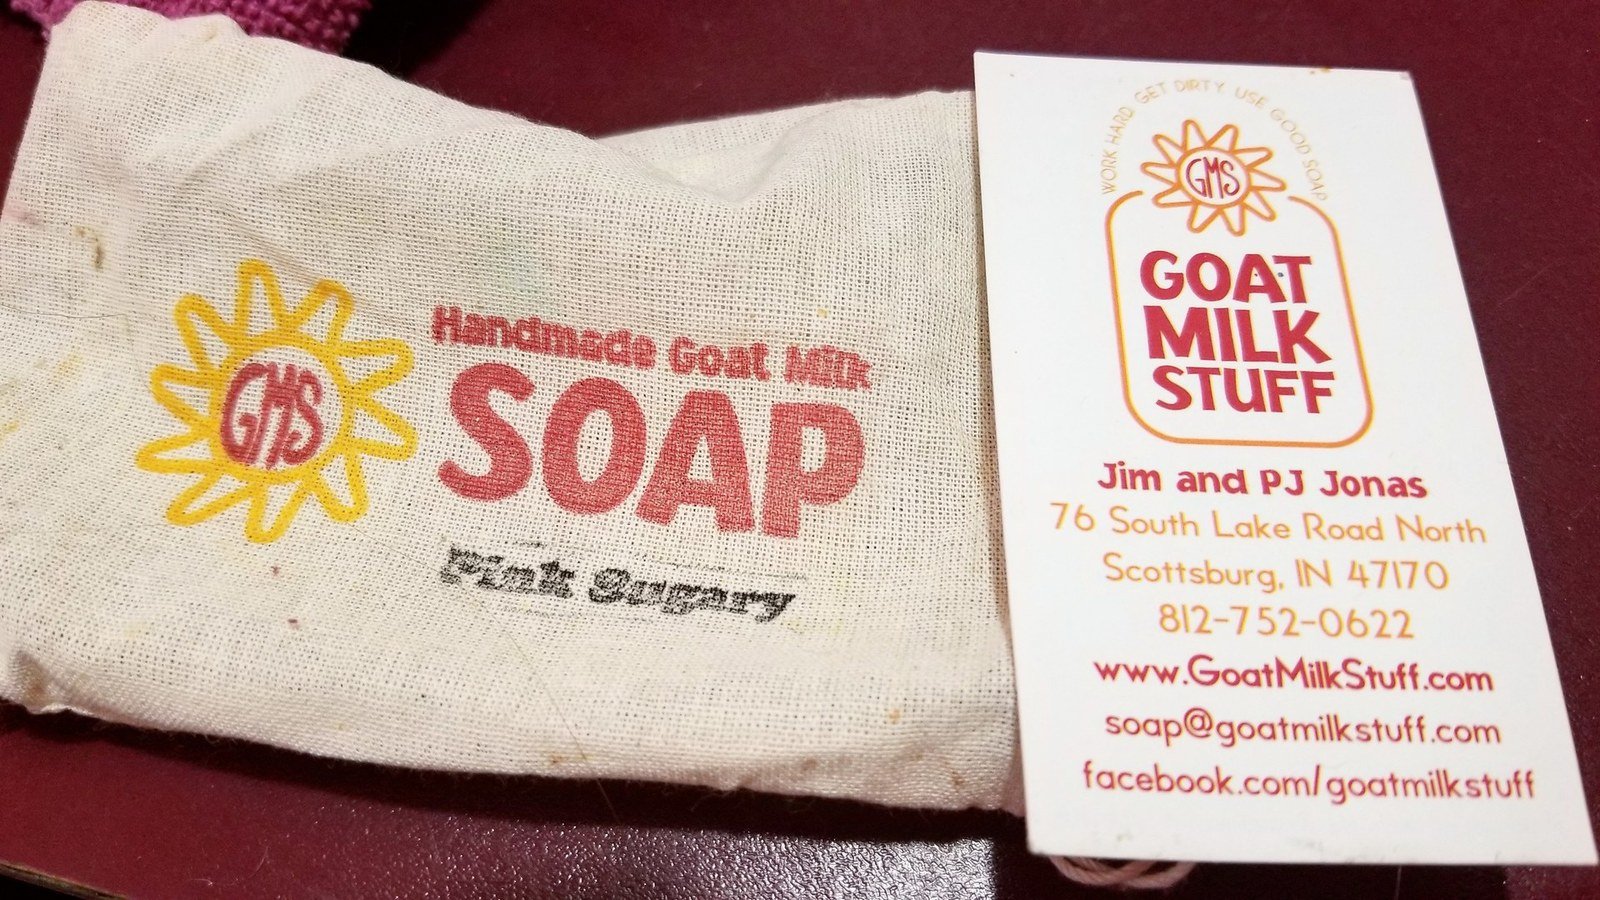 GMS
Handmade Goat Milk
SOAP
Pink Sugary
WORK HARD. GET DIRTY. USE GOOD SOAP
GMS
GOAT
MILK
STUFF
Jim and PJ Jonas
76 South Lake Road North
Scottsburg, IN 47170
812-752-0622
www.GoatMilkStuff.com
soap@goatmilkstuff.com
facebook.com/goatmilkstuff